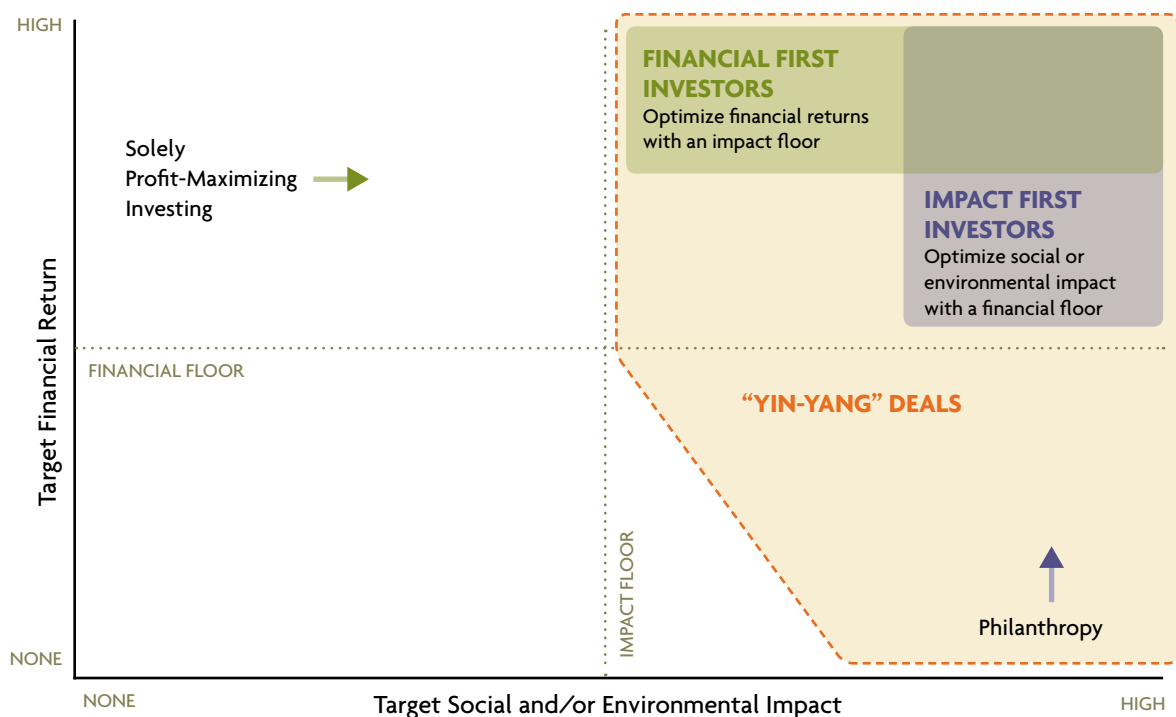 HIGH
FINANCIAL FIRST
INVESTORS
Optimize financial returns
with an impact floor
Solely
Profit-Maximizing
Investing
IMPACT FIRST
INVESTORS
Optimize social or
environmental impact
with a financial floor
Target Financial Return
FINANCIAL FLOOR
“YIN-YANG” DEALS
IMPACT FLOOR
Philanthropy
NONE
NONE
Target Social and/or Environmental Impact
HIGH